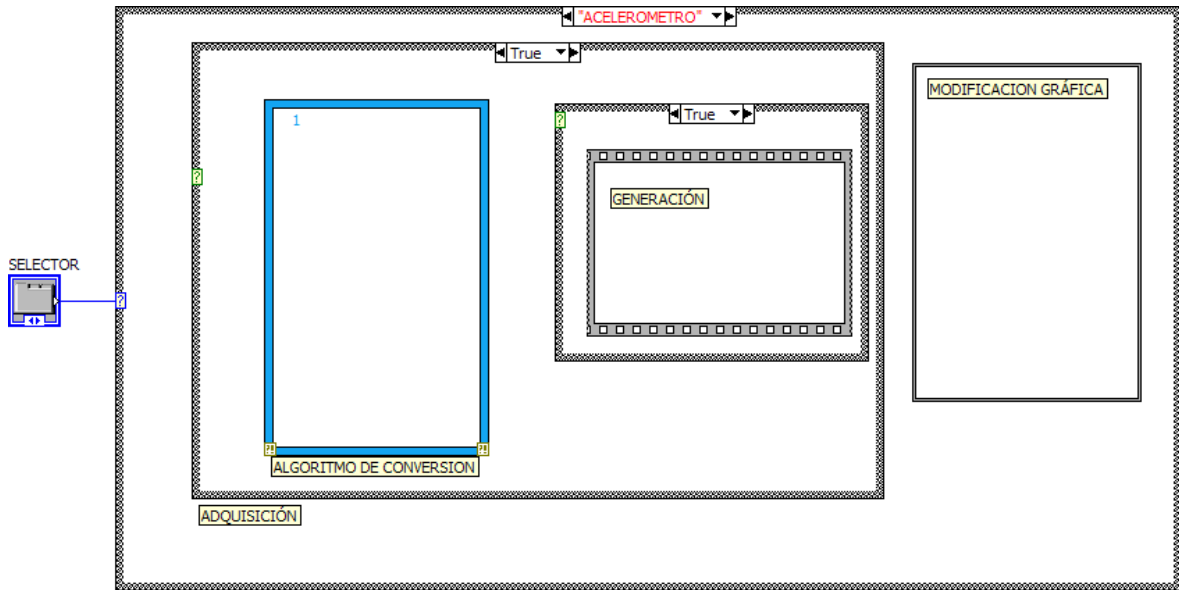 "ACELEROMETRO"
True
MODIFICACION GRÁFICA
1
True
?
?
GENERACIÓN
SELECTOR
?
?!
?!
ALGORITMO DE CONVERSION
ADQUISICIÓN